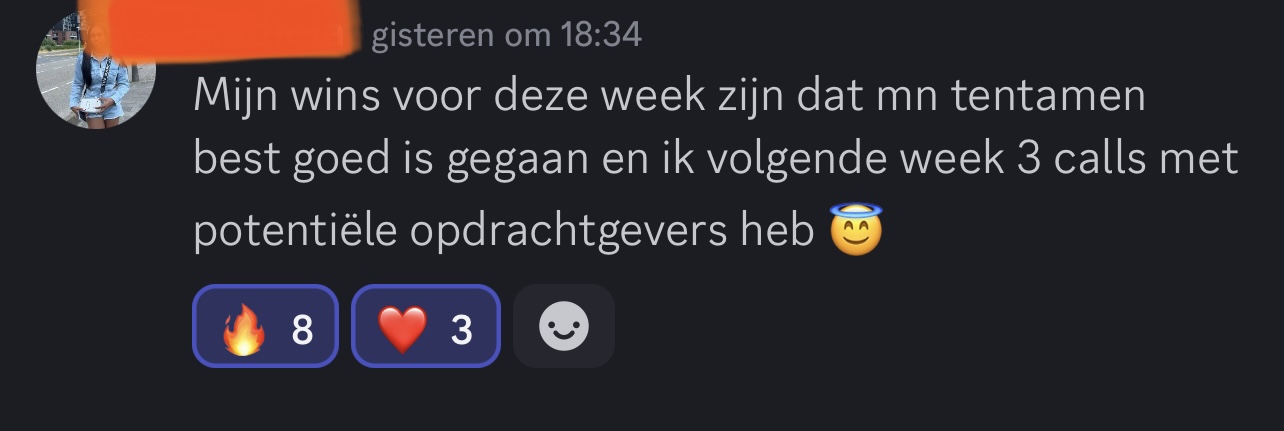 gisteren om 18:34
Mijn wins voor deze week zijn dat mn tentamen
best goed is gegaan en ik volgende week 3 calls met
potentiële opdrachtgevers heb 😇
🔥 8 ❤️ 3